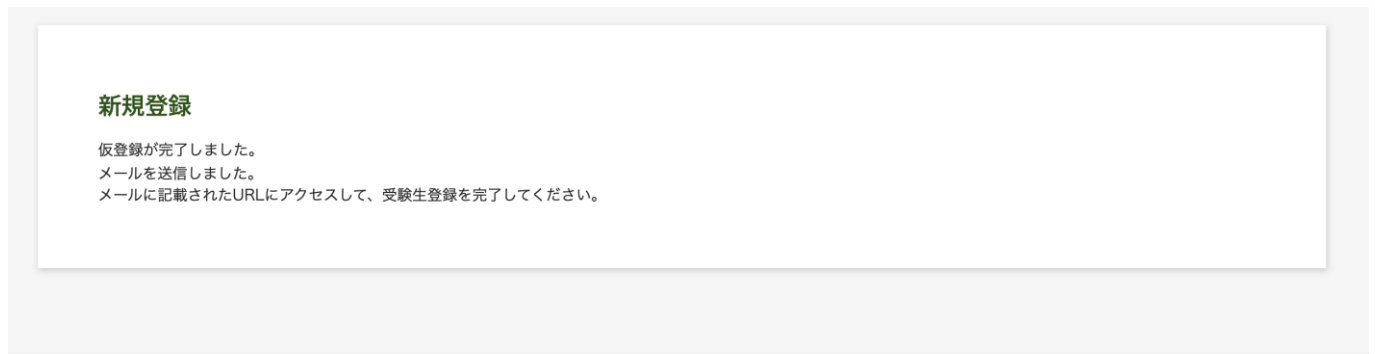 新規登録
仮登録が完了しました。
メールを送信しました。
メールに記載されたURLにアクセスして、受験生登録を完了してください。